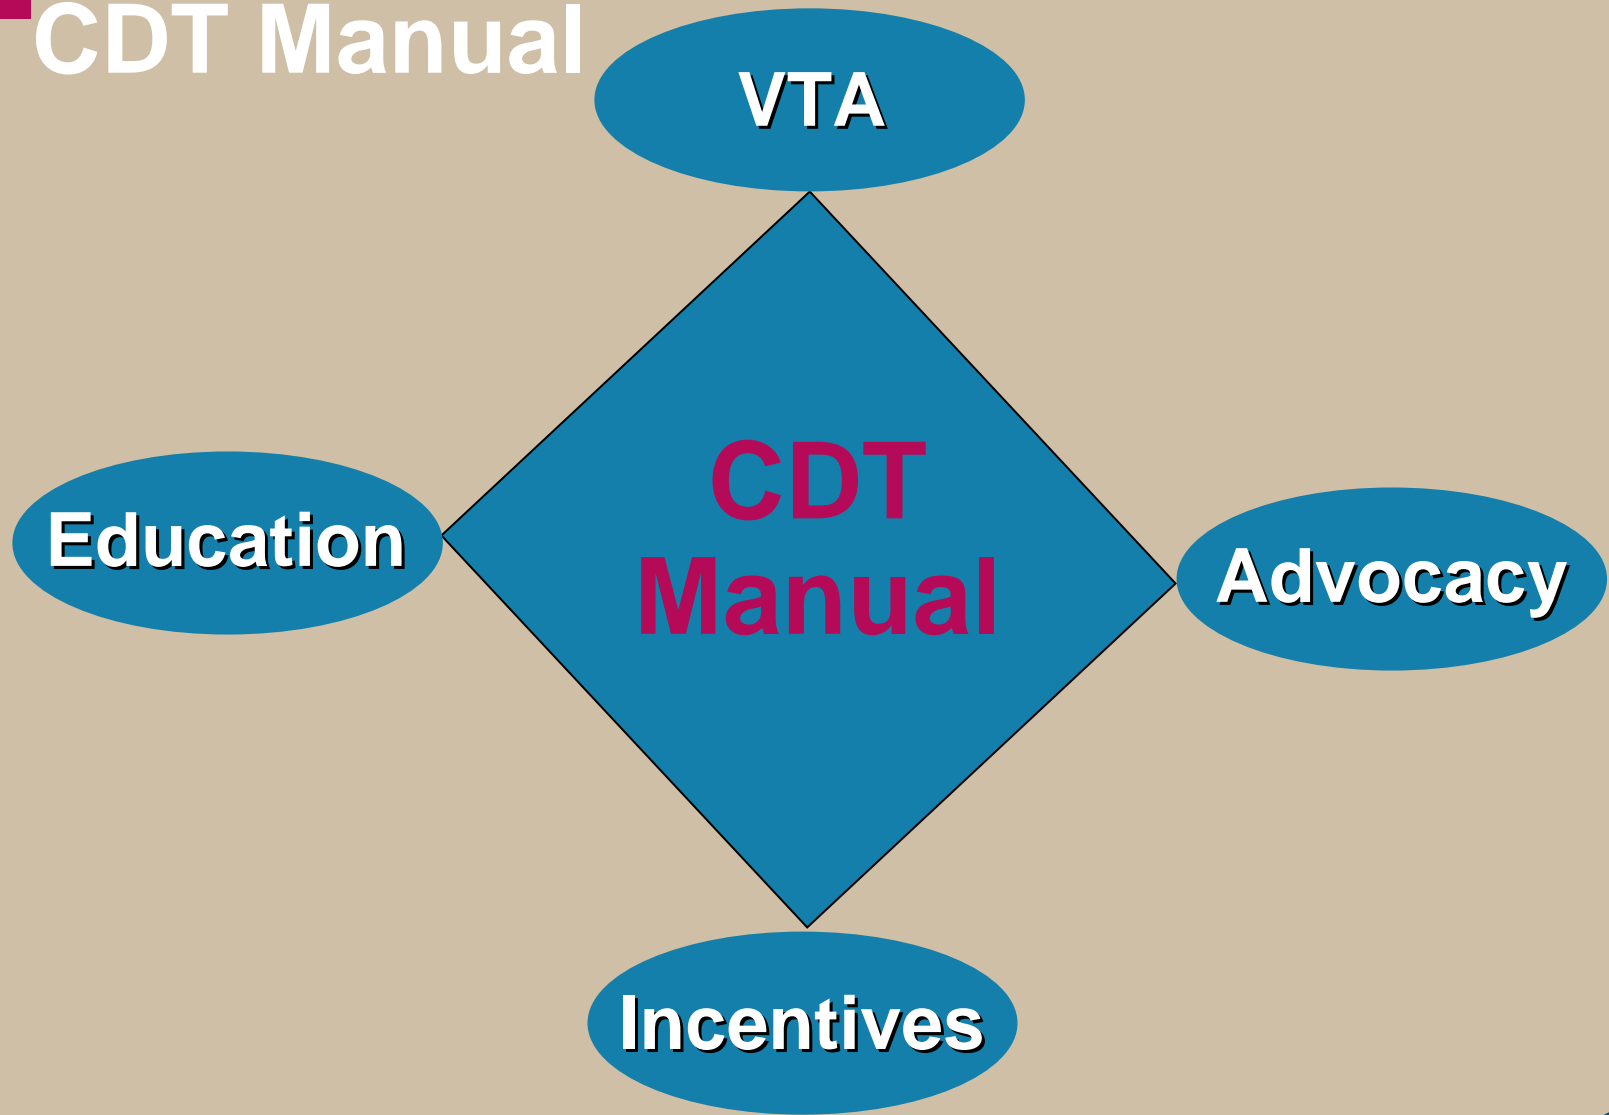 CDT Manual
VTA
CDT
Manual
Education
Advocacy
Incentives